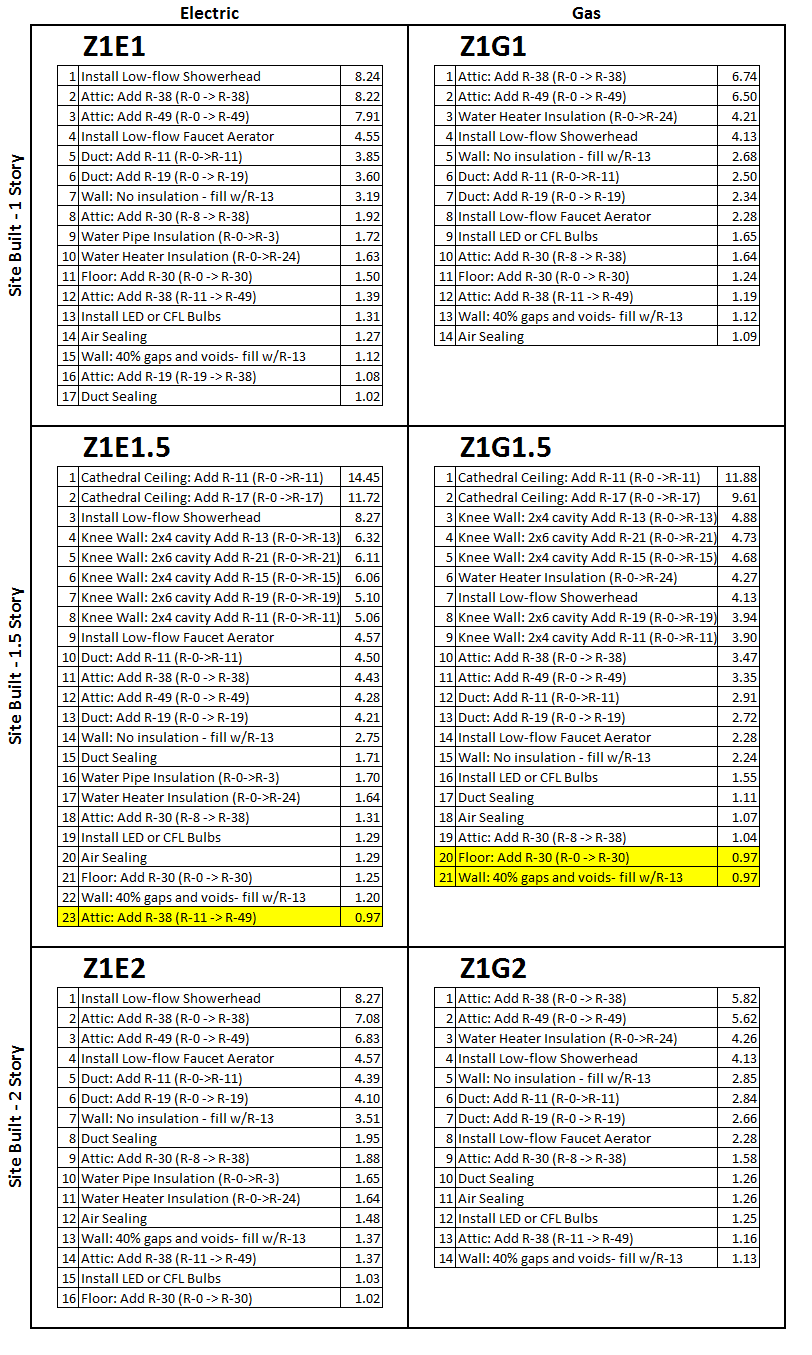 Electric Gas
Site Built - 1 Story
Z1E1
1 Install Low-flow Showerhead 8.24
2 Attic: Add R-38 (R-0 -> R-38) 8.22
3 Attic: Add R-49 (R-0 -> R-49) 7.91
4 Install Low-flow Faucet Aerator 4.55
5 Duct: Add R-11 (R-0->R-11) 3.85
6 Duct: Add R-19 (R-0 -> R-19) 3.60
7 Wall: No insulation - fill w/R-13 3.19
8 Attic: Add R-30 (R-8 -> R-38) 1.92
9 Water Pipe Insulation (R-0->R-3) 1.72
10 Water Heater Insulation (R-0->R-24) 1.63
11 Floor: Add R-30 (R-0 -> R-30) 1.50
12 Attic: Add R-38 (R-11 -> R-49) 1.39
13 Install LED or CFL Bulbs 1.31
14 Air Sealing 1.27
15 Wall: 40% gaps and voids- fill w/R-13 1.12
16 Attic: Add R-19 (R-19 -> R-38) 1.08
17 Duct Sealing 1.02
Z1G1
1 Attic: Add R-38 (R-0 -> R-38) 6.74
2 Attic: Add R-49 (R-0 -> R-49) 6.50
3 Water Heater Insulation (R-0->R-24) 4.21
4 Install Low-flow Showerhead 4.13
5 Wall: No insulation - fill w/R-13 2.68
6 Duct: Add R-11 (R-0->R-11) 2.50
7 Duct: Add R-19 (R-0 -> R-19) 2.34
8 Install Low-flow Faucet Aerator 2.28
9 Install LED or CFL Bulbs 1.65
10 Attic: Add R-30 (R-8 -> R-38) 1.64
11 Floor: Add R-30 (R-0 -> R-30) 1.24
12 Attic: Add R-38 (R-11 -> R-49) 1.19
13 Wall: 40% gaps and voids- fill w/R-13 1.12
14 Air Sealing 1.09
Site Built - 1.5 Story
Z1E1.5
1 Cathedral Ceiling: Add R-11 (R-0 ->R-11) 14.45
2 Cathedral Ceiling: Add R-17 (R-0 ->R-17) 11.72
3 Install Low-flow Showerhead 8.27
4 Knee Wall: 2x4 cavity Add R-13 (R-0->R-13) 6.32
5 Knee Wall: 2x6 cavity Add R-21 (R-0->R-21) 6.11
6 Knee Wall: 2x4 cavity Add R-15 (R-0->R-15) 6.06
7 Knee Wall: 2x6 cavity Add R-19 (R-0->R-19) 5.10
8 Knee Wall: 2x4 cavity Add R-11 (R-0->R-11) 5.06
9 Install Low-flow Faucet Aerator 4.57
10 Duct: Add R-11 (R-0->R-11) 4.50
11 Attic: Add R-38 (R-0 -> R-38) 4.43
12 Attic: Add R-49 (R-0 -> R-49) 4.28
13 Duct: Add R-19 (R-0 -> R-19) 4.21
14 Wall: No insulation - fill w/R-13 2.75
15 Duct Sealing 1.71
16 Water Pipe Insulation (R-0->R-3) 1.70
17 Water Heater Insulation (R-0->R-24) 1.64
18 Attic: Add R-30 (R-8 -> R-38) 1.31
19 Install LED or CFL Bulbs 1.29
20 Air Sealing 1.29
21 Floor: Add R-30 (R-0 -> R-30) 1.25
22 Wall: 40% gaps and voids- fill w/R-13 1.20
23 Attic: Add R-38 (R-11 -> R-49) 0.97
Z1G1.5
1 Cathedral Ceiling: Add R-11 (R-0 ->R-11) 11.88
2 Cathedral Ceiling: Add R-17 (R-0 ->R-17) 9.61
3 Knee Wall: 2x4 cavity Add R-13 (R-0->R-13) 4.88
4 Knee Wall: 2x6 cavity Add R-21 (R-0->R-21) 4.73
5 Knee Wall: 2x4 cavity Add R-15 (R-0->R-15) 4.68
6 Water Heater Insulation (R-0->R-24) 4.27
7 Install Low-flow Showerhead 4.13
8 Knee Wall: 2x6 cavity Add R-19 (R-0->R-19) 3.94
9 Knee Wall: 2x4 cavity Add R-11 (R-0->R-11) 3.90
10 Attic: Add R-38 (R-0 -> R-38) 3.47
11 Attic: Add R-49 (R-0 -> R-49) 3.35
12 Duct: Add R-11 (R-0->R-11) 2.91
13 Duct: Add R-19 (R-0 -> R-19) 2.72
14 Install Low-flow Faucet Aerator 2.28
15 Wall: No insulation - fill w/R-13 2.24
16 Install LED or CFL Bulbs 1.55
17 Duct Sealing 1.11
18 Air Sealing 1.07
19 Attic: Add R-30 (R-8 -> R-38) 1.04
20 Floor: Add R-30 (R-0 -> R-30) 0.97
21 Wall: 40% gaps and voids- fill w/R-13 0.97
Site Built - 2 Story
Z1E2
1 Install Low-flow Showerhead 8.27
2 Attic: Add R-38 (R-0 -> R-38) 7.08
3 Attic: Add R-49 (R-0 -> R-49) 6.83
4 Install Low-flow Faucet Aerator 4.57
5 Duct: Add R-11 (R-0->R-11) 4.39
6 Duct: Add R-19 (R-0 -> R-19) 4.10
7 Wall: No insulation - fill w/R-13 3.51
8 Duct Sealing 1.95
9 Attic: Add R-30 (R-8 -> R-38) 1.88
10 Water Pipe Insulation (R-0->R-3) 1.65
11 Water Heater Insulation (R-0->R-24) 1.64
12 Air Sealing 1.48
13 Wall: 40% gaps and voids- fill w/R-13 1.37
14 Attic: Add R-38 (R-11 -> R-49) 1.37
15 Install LED or CFL Bulbs 1.03
16 Floor: Add R-30 (R-0 -> R-30) 1.02
Z1G2
1 Attic: Add R-38 (R-0 -> R-38) 5.82
2 Attic: Add R-49 (R-0 -> R-49) 5.62
3 Water Heater Insulation (R-0->R-24) 4.26
4 Install Low-flow Showerhead 4.13
5 Wall: No insulation - fill w/R-13 2.85
6 Duct: Add R-11 (R-0->R-11) 2.84
7 Duct: Add R-19 (R-0 -> R-19) 2.66
8 Install Low-flow Faucet Aerator 2.28
9 Attic: Add R-30 (R-8 -> R-38) 1.58
10 Duct Sealing 1.26
11 Air Sealing 1.26
12 Install LED or CFL Bulbs 1.25
13 Attic: Add R-38 (R-11 -> R-49) 1.16
14 Wall: 40% gaps and voids- fill w/R-13 1.13